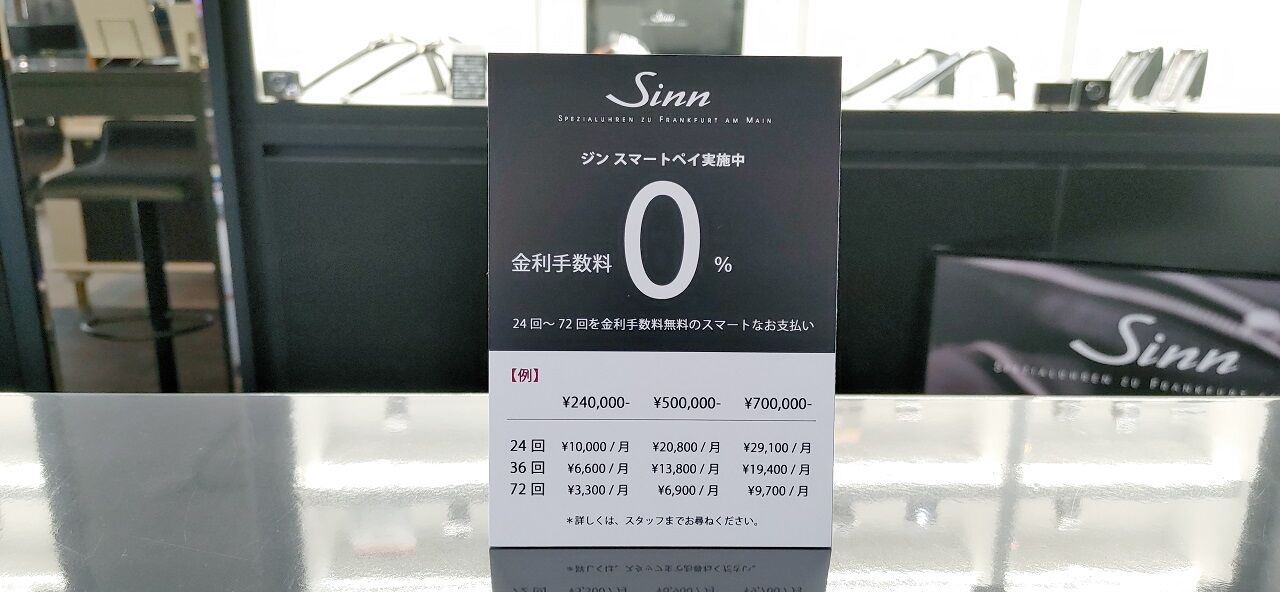 Sinn
Sinn
SPEZIALUHREN ZU FRANKFURT AM MAIN
ジン スマートペイ実施中
金利手数料 0 %
24 回～ 72 回を金利手数料無料のスマートなお支払い
【例】
¥240,000- ¥500,000- ¥700,000-
24 回 ¥10,000 / 月 ¥20,800 / 月 ¥29,100 / 月
36 回 ¥6,600 / 月 ¥13,800 / 月 ¥19,400 / 月
72 回 ¥3,300 / 月 ¥6,900 / 月 ¥9,700 / 月
＊詳しくは、スタッフまでお尋ねください。
Sinn
SPEZIALUHREN ZU FRANKFURT